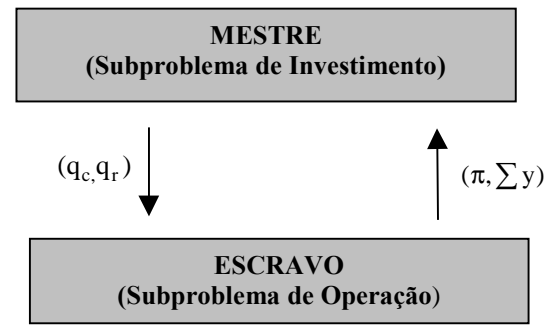 MESTRE
(Subproblema de Investimento)
(q_c,q_r)
(π,∑y)
ESCRAVO
(Subproblema de Operação)